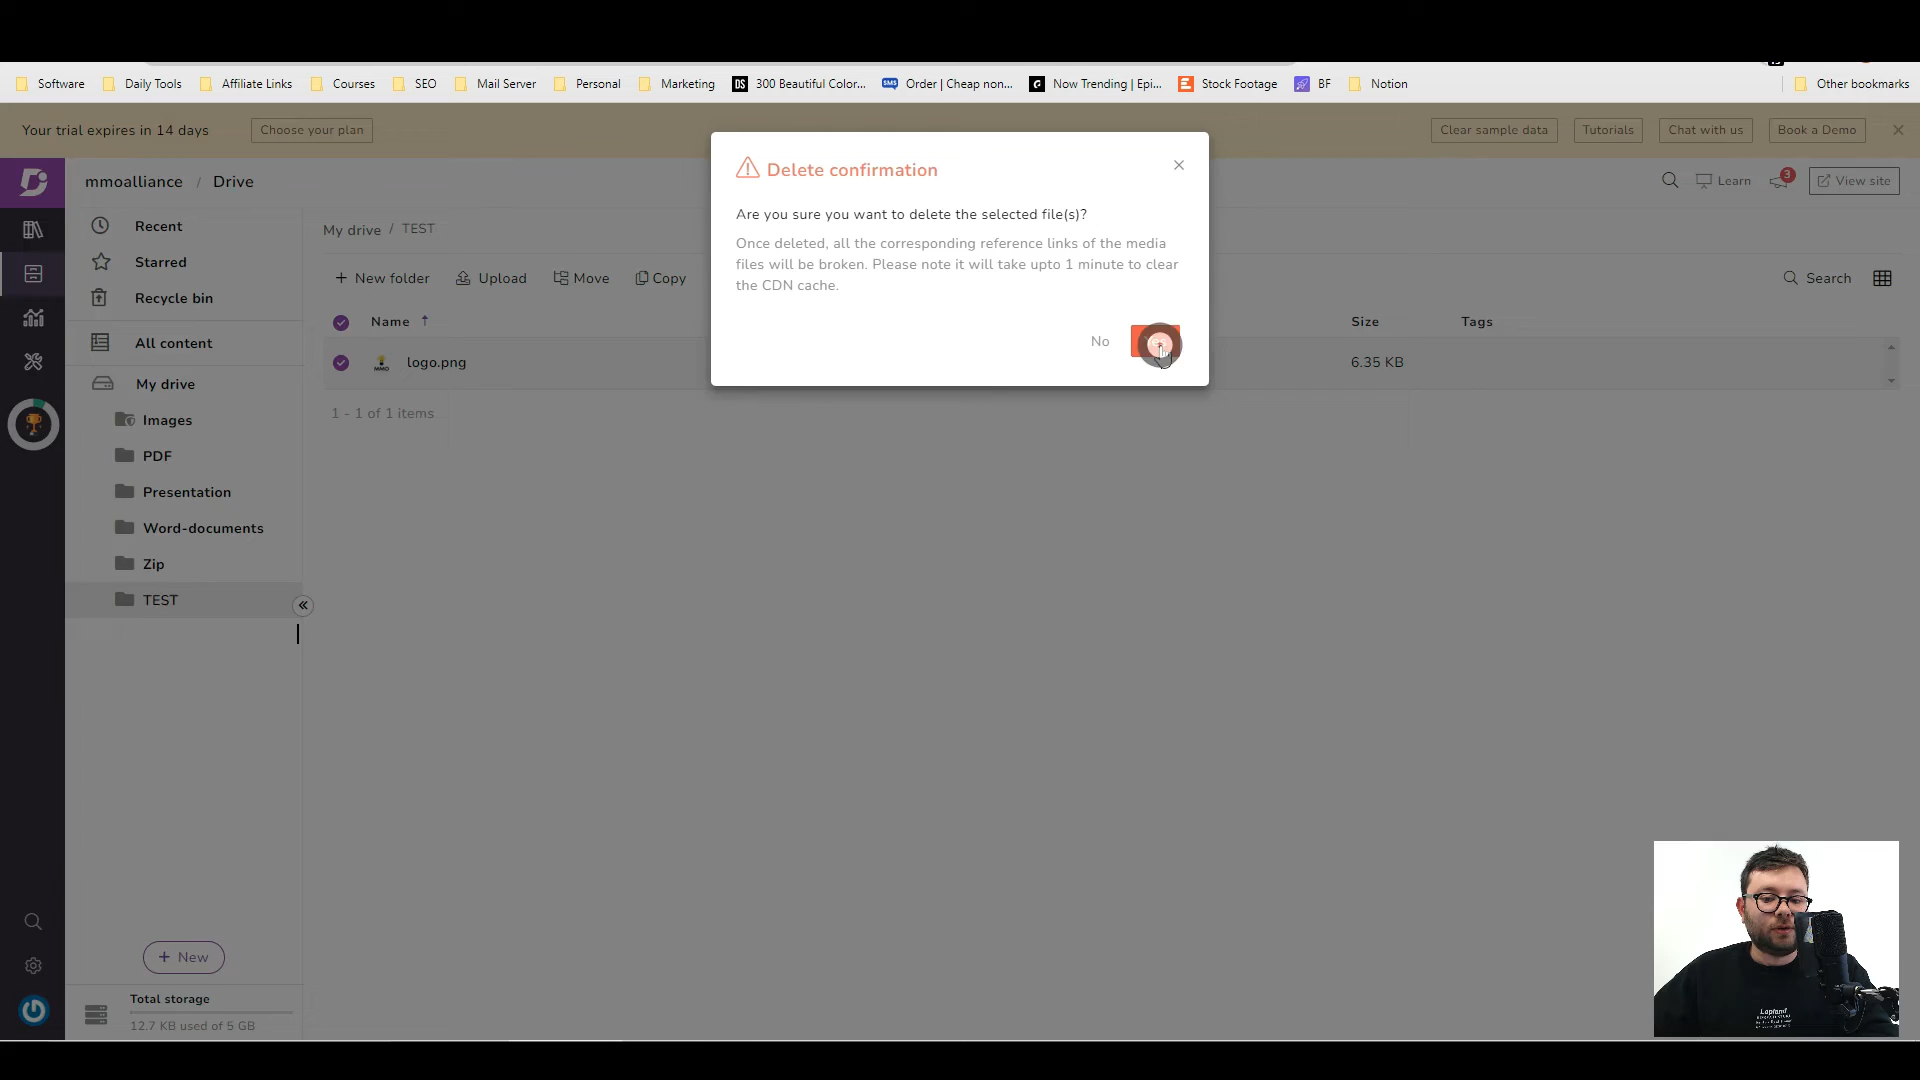 Software Daily Tools Affiliate Links Courses SEO Mail Server Personal Marketing DS 300 Beautiful Color... SMS Order | Cheap non... Now Trending | Epi... Stock Footage BF Notion Other bookmarks
Your trial expires in 14 days Choose your plan Clear sample data Tutorials Chat with us Book a Demo
mmoalliance / Drive Learn 3 View site
Delete confirmation
Are you sure you want to delete the selected file(s)?
Once deleted, all the corresponding reference links of the media
files will be broken. Please note it will take upto 1 minute to clear
the CDN cache.
No Yes
Recent
Starred
Recycle bin
All content
My drive
Images
PDF
Presentation
Word-documents
Zip
TEST
My drive / TEST
+ New folder Upload Move Copy Search
Name Size Tags
MMO logo.png 6.35 KB
1 - 1 of 1 items
+ New
Total storage
12.7 KB used of 5 GB
Lapland